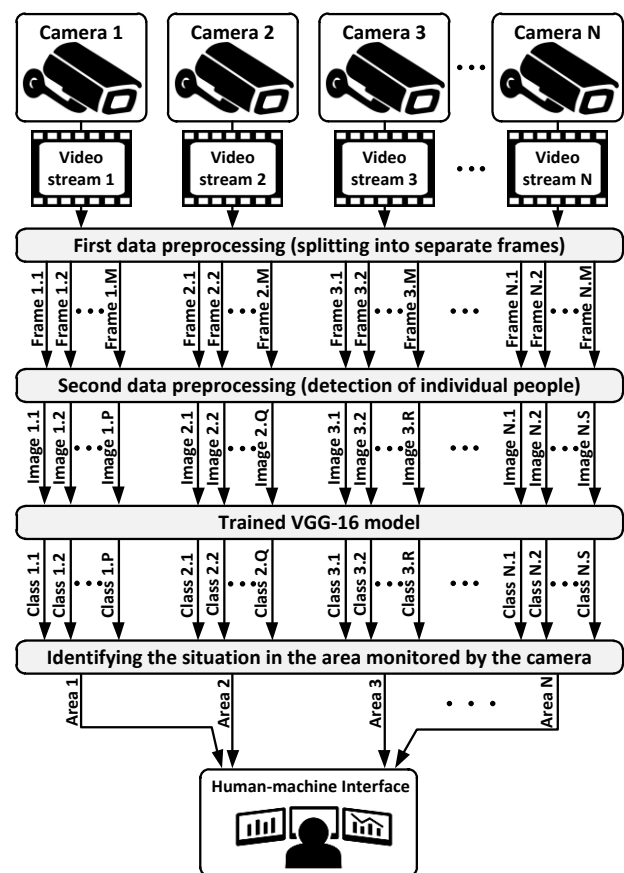 Camera 1
Camera 2
Camera 3
• • •
Camera N
Video
stream 1
Video
stream 2
Video
stream 3
• • •
Video
stream N
First data preprocessing (splitting into separate frames)
Frame 1.1
Frame 1.2
• • •
Frame 1.M
Frame 2.1
Frame 2.2
• • •
Frame 2.M
Frame 3.1
Frame 3.2
• • •
Frame 3.M
• • •
Frame N.1
Frame N.2
• • •
Frame N.M
Second data preprocessing (detection of individual people)
Image 1.1
Image 1.2
• • •
Image 1.P
Image 2.1
Image 2.2
• • •
Image 2.Q
Image 3.1
Image 3.2
• • •
Image 3.R
• • •
Image N.1
Image N.2
• • •
Image N.S
Trained VGG-16 model
Class 1.1
Class 1.2
• • •
Class 1.P
Class 2.1
Class 2.2
• • •
Class 2.Q
Class 3.1
Class 3.2
• • •
Class 3.R
• • •
Class N.1
Class N.2
• • •
Class N.S
Identifying the situation in the area monitored by the camera
Area 1
Area 2
Area 3
• • •
Area N
Human-machine Interface